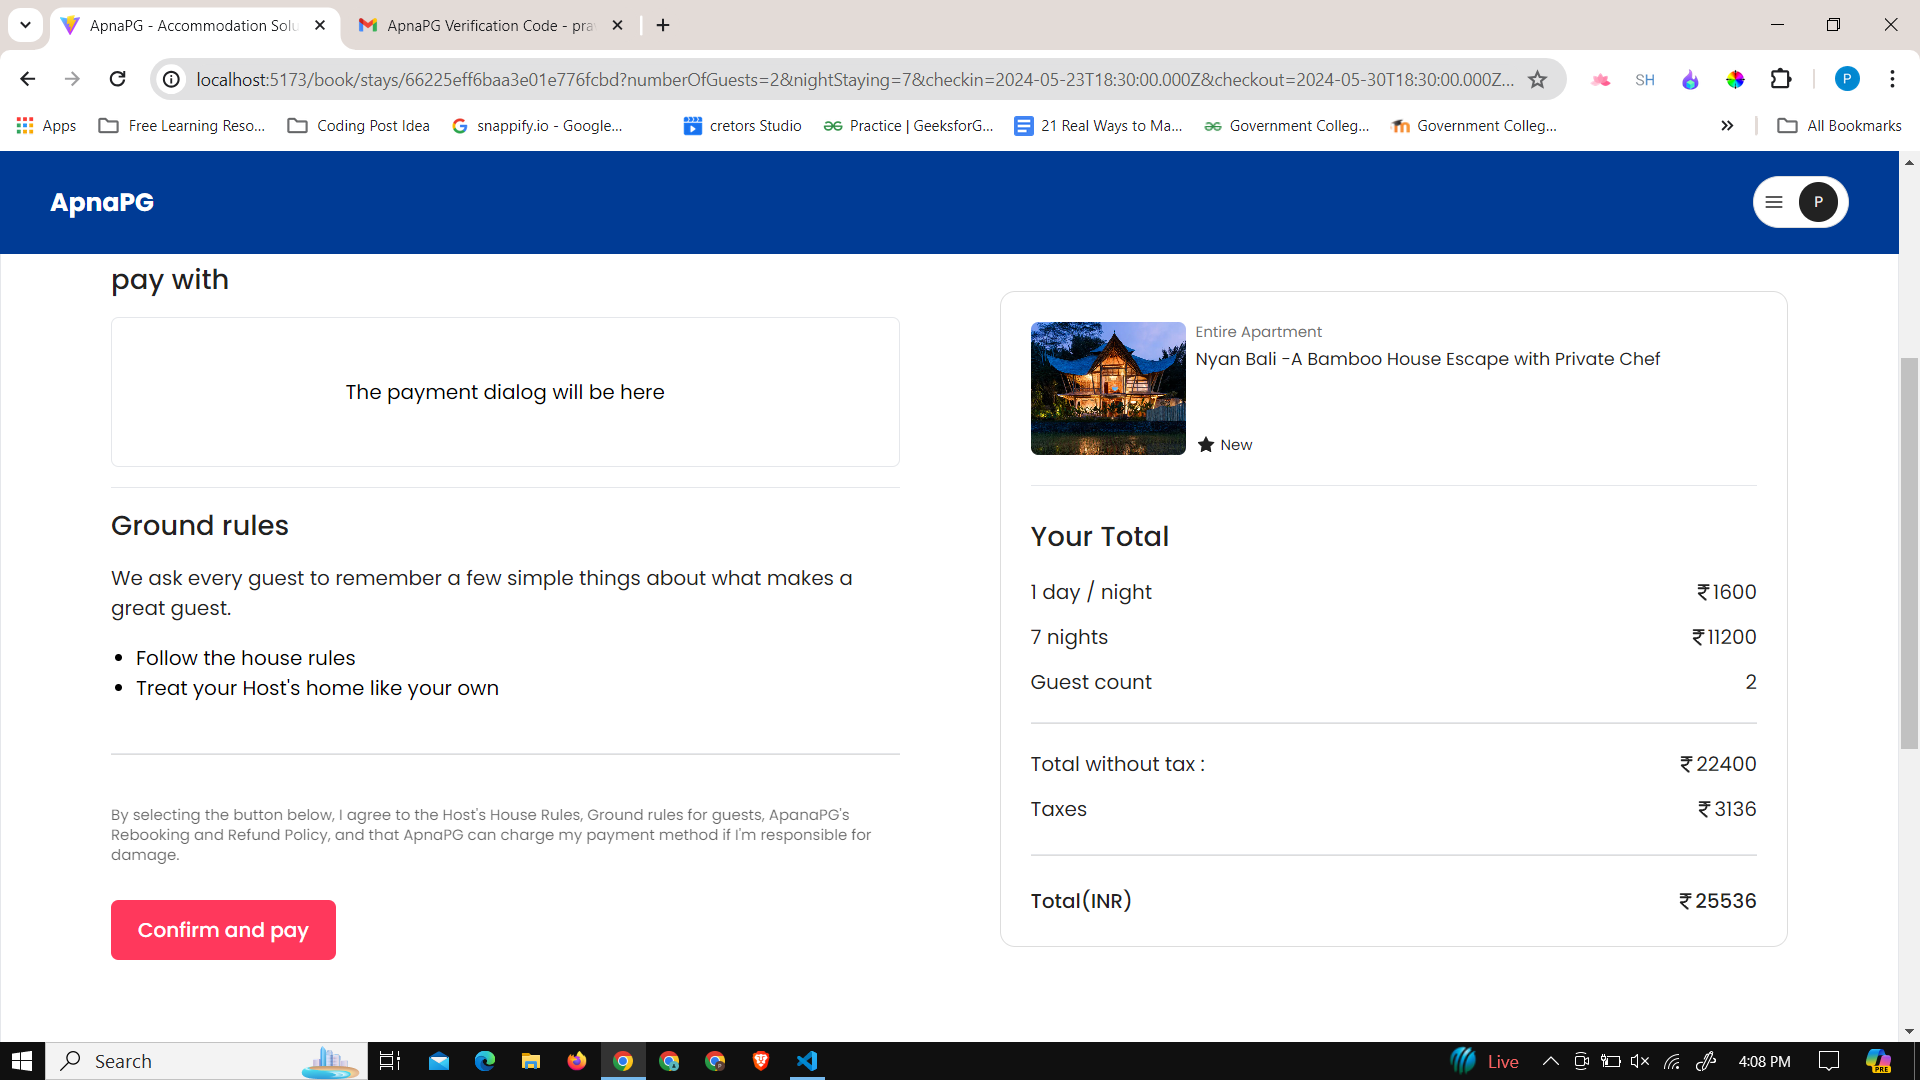 ApnaPG - Accommodation Solu
ApnaPG Verification Code - pra
localhost:5173/book/stays/66225eff6baa3e01e776fcbd?numberOfGuests=2&nightStaying=7&checkin=2024-05-23T18:30:00.000Z&checkout=2024-05-30T18:30:00.000Z...
SH
P
Apps
Free Learning Reso...
Coding Post Idea
snappify.io - Google...
cretors Studio
Practice | GeeksforG...
21 Real Ways to Ma...
Government Colleg...
Government Colleg...
All Bookmarks
ApnaPG
P
pay with
The payment dialog will be here
Ground rules
We ask every guest to remember a few simple things about what makes a
great guest.
• Follow the house rules
• Treat your Host's home like your own
By selecting the button below, I agree to the Host's House Rules, Ground rules for guests, ApanaPG's
Rebooking and Refund Policy, and that ApnaPG can charge my payment method if I'm responsible for
damage.
Confirm and pay
Entire Apartment
Nyan Bali -A Bamboo House Escape with Private Chef
New
Your Total
1 day / night ₹1600
7 nights ₹11200
Guest count 2
Total without tax : ₹22400
Taxes ₹3136
Total(INR) ₹25536
Search
Live
4:08 PM
PRE